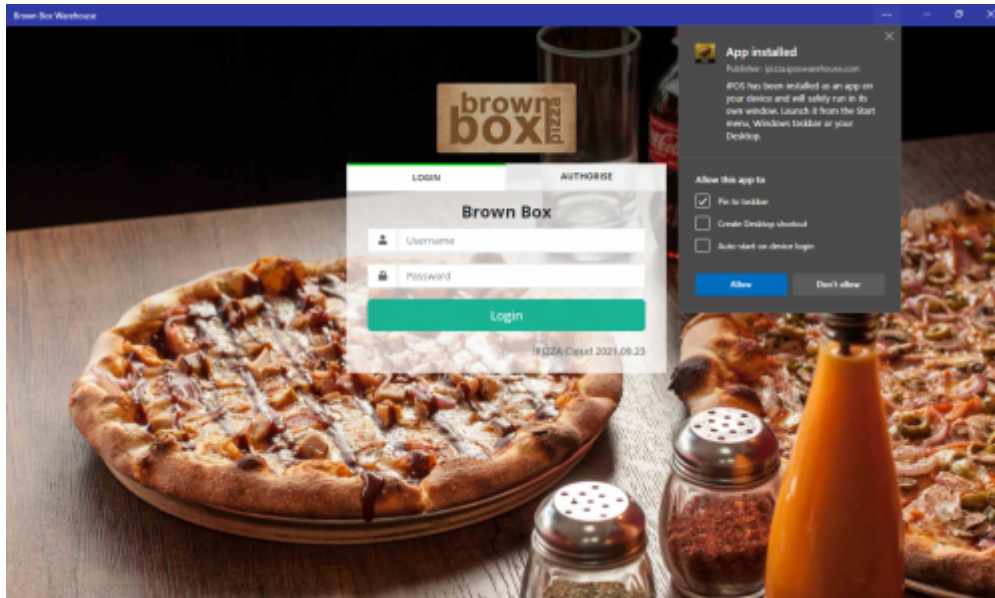 Brown Box Warehouse
brown
box
pizza
LOGIN
AUTHORISE
Brown Box
Username
Password
Login
IPIZZA Cloud 2021.09.23
App installed
Publisher: ipizza.iposwarehouse.com
iPOS has been installed as an app on
your device and will safely run in its
own window. Launch it from the Start
menu, Windows taskbar or your
Desktop.
Allow this app to
Pin to taskbar
Create Desktop shortcut
Auto-start on device login
Allow
Don't allow
Coca-Cola